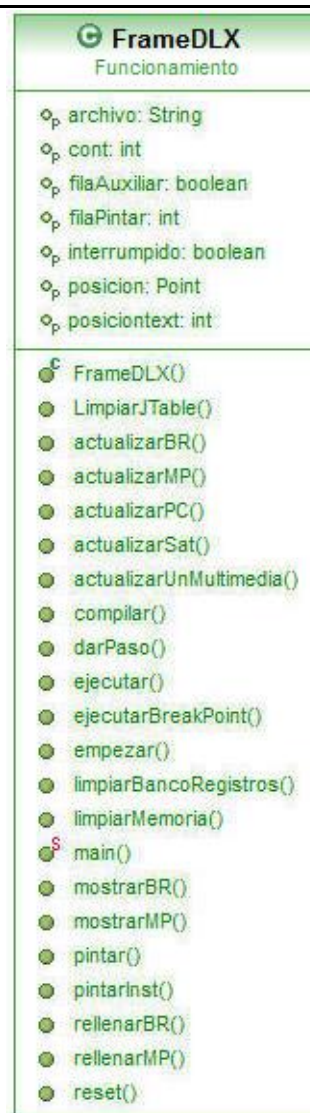 G FrameDLX
Funcionamiento
P archivo: String
P cont: int
P filaAuxiliar: boolean
P filaPintar: int
P interrumpido: boolean
P posicion: Point
P posiciontext: int
C FrameDLX()
LimpiarJTable()
actualizarBR()
actualizarMP()
actualizarPC()
actualizarSat()
actualizarUnMultimedia()
compilar()
darPaso()
ejecutar()
ejecutarBreakPoint()
empezar()
limpiarBancoRegistros()
limpiarMemoria()
S main()
mostrarBR()
mostrarMP()
pintar()
pintarInst()
rellenarBR()
rellenarMP()
reset()